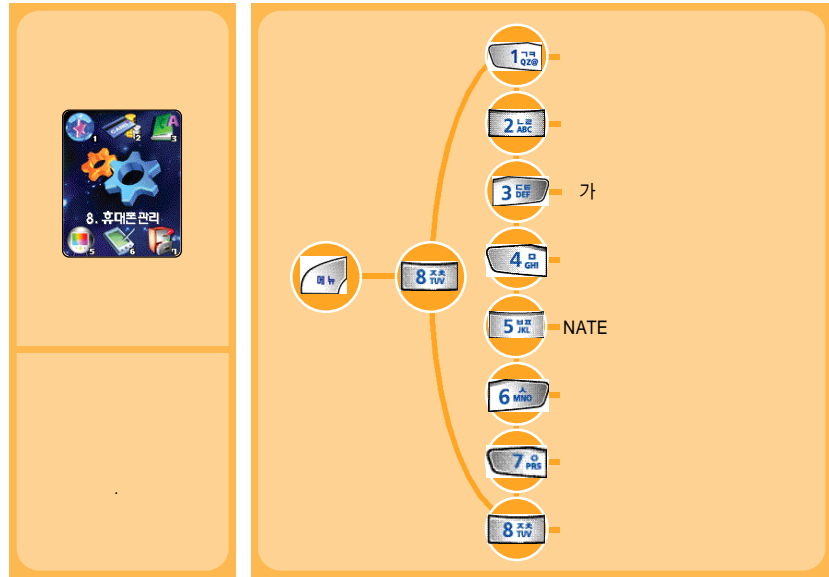 1
2
3
8. 휴대폰관리
5
6
7
.
메뉴
8 ㅈㅊ TUV
1 ㄱㅋ QZ@
2 ㄴㄹ ABC
3 ㄷㅌ DEF
가
4 ㅁ GHI
5 ㅂㅍ JKL
NATE
6 ㅅ MNO
7 ㅇ PRS
8 ㅈㅊ TUV